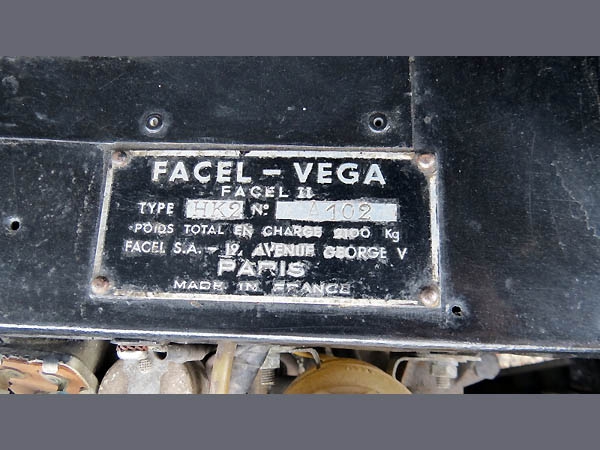 FACEL - VEGA
FACEL II
TYPE HK2 Nº A102
POIDS TOTAL EN CHARGE 2100 Kg
FACEL S.A. - 19, AVENUE GEORGE V
PARIS
MADE IN FRANCE